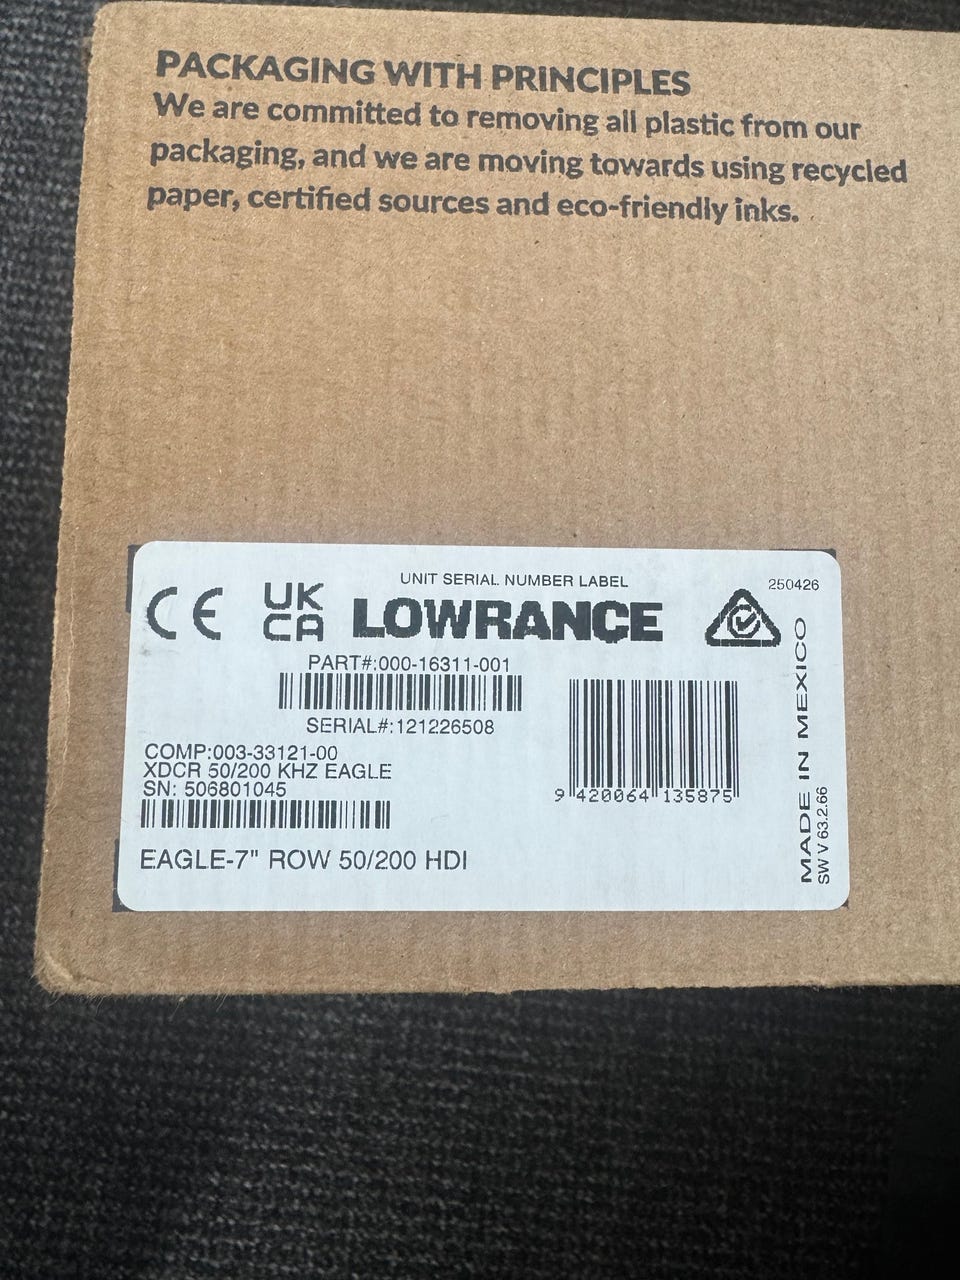 PACKAGING WITH PRINCIPLES
We are committed to removing all plastic from our
packaging, and we are moving towards using recycled
paper, certified sources and eco-friendly inks.
UNIT SERIAL NUMBER LABEL
250426
CE
UK
CA
LOWRANCE
PART#:000-16311-001
SERIAL#:121226508
COMP:003-33121-00
XDCR 50/200 KHZ EAGLE
SN: 506801045
9 420064 135875
EAGLE-7" ROW 50/200 HDI
MADE IN MEXICO
SW V 63.2.66